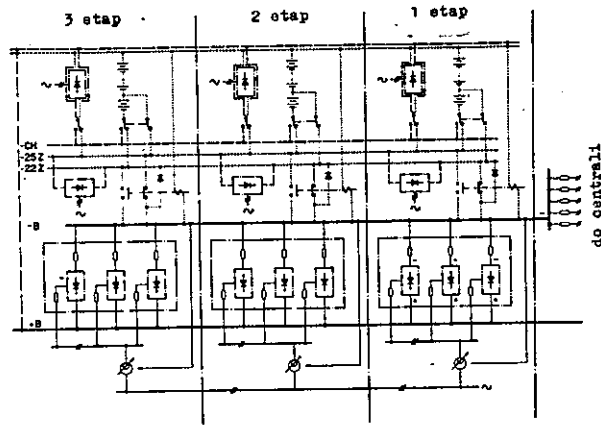 3 etap
2 etap
1 etap
-CH
-25Z
-22Z
-B
+B
do centrali